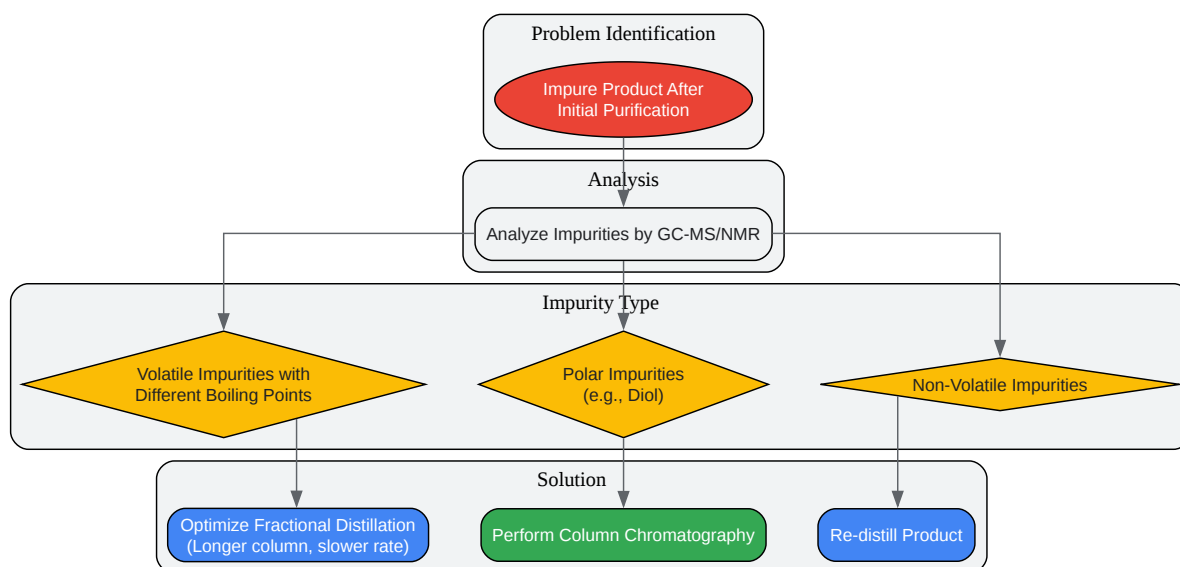 Problem Identification
Impure Product After
Initial Purification
Analysis
Analyze Impurities by GC-MS/NMR
Impurity Type
Volatile Impurities with
Different Boiling Points
Polar Impurities
(e.g., Diol)
Non-Volatile Impurities
Solution
Optimize Fractional Distillation
(Longer column, slower rate)
Perform Column Chromatography
Re-distill Product